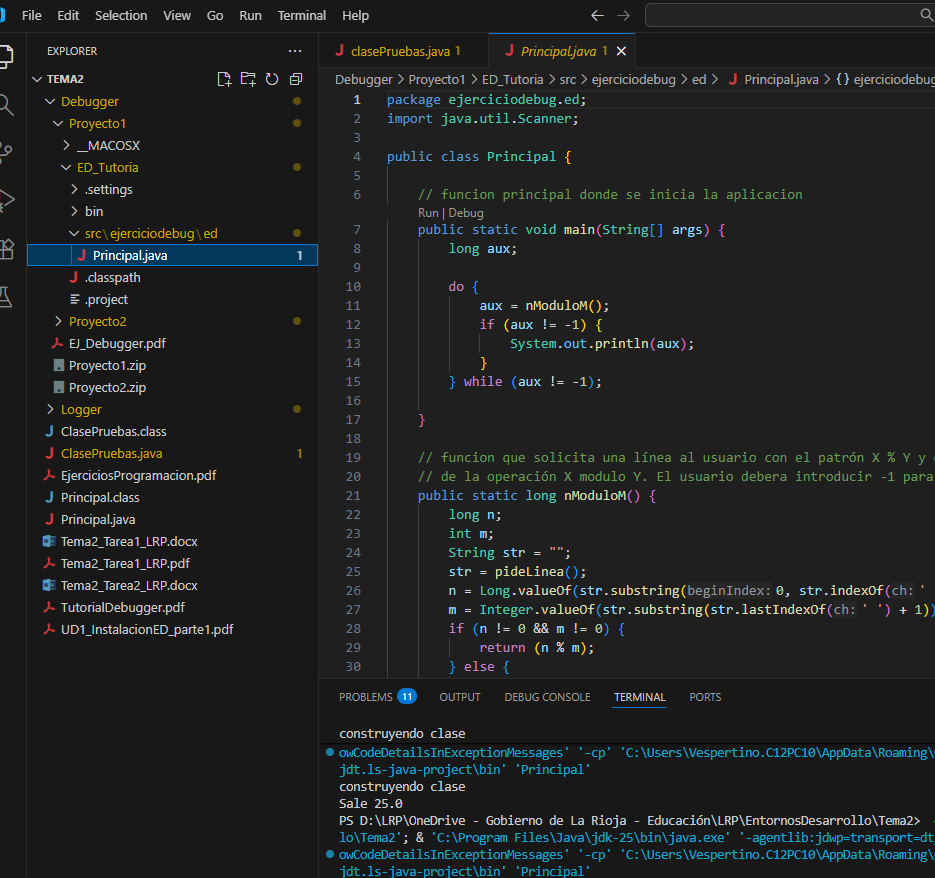 File Edit Selection View Go Run Terminal Help
EXPLORER
TEMA2
Debugger
Proyecto1
__MACOSX
ED_Tutoria
.settings
bin
src\ejerciciodebug\ed
Principal.java 1
.classpath
.project
Proyecto2
EJ_Debugger.pdf
Proyecto1.zip
Proyecto2.zip
Logger
ClasePruebas.class
ClasePruebas.java 1
EjerciciosProgramacion.pdf
Principal.class
Principal.java
Tema2_Tarea1_LRP.docx
Tema2_Tarea1_LRP.pdf
Tema2_Tarea2_LRP.docx
TutorialDebugger.pdf
UD1_InstalacionED_parte1.pdf
clasePruebas.java 1 Principal.java 1
Debugger > Proyecto1 > ED_Tutoria > src > ejerciciodebug > ed > Principal.java > {} ejerciciodebug
1 package ejerciciodebug.ed;
2 import java.util.Scanner;
3
4 public class Principal {
5
6 // funcion principal donde se inicia la aplicacion
Run | Debug
7 public static void main(String[] args) {
8 long aux;
9
10 do {
11 aux = nModuloM();
12 if (aux != -1) {
13 System.out.println(aux);
14 }
15 } while (aux != -1);
16
17 }
18
19 // funcion que solicita una línea al usuario con el patrón X % Y y
20 // de la operación X modulo Y. El usuario debera introducir -1 para
21 public static long nModuloM() {
22 long n;
23 int m;
24 String str = "";
25 str = pideLinea();
26 n = Long.valueOf(str.substring(beginIndex:0, str.indexOf(ch:'
27 m = Integer.valueOf(str.substring(str.lastIndexOf(ch:' ') + 1))
28 if (n != 0 && m != 0) {
29 return (n % m);
30 } else {
PROBLEMS 11 OUTPUT DEBUG CONSOLE TERMINAL PORTS
construyendo clase
owCodeDetailsInExceptionMessages' '-cp' 'C:\Users\Vespertino.C12PC10\AppData\Roaming\
jdt.ls-java-project\bin' 'Principal'
construyendo clase
Sale 25.0
PS D:\LRP\OneDrive - Gobierno de La Rioja - Educación\LRP\EntornosDesarrollo\Tema2>
lo\Tema2'; & 'C:\Program Files\Java\jdk-25\bin\java.exe' '-agentlib:jdwp=transport=dt
owCodeDetailsInExceptionMessages' '-cp' 'C:\Users\Vespertino.C12PC10\AppData\Roaming\
jdt.ls-java-project\bin' 'Principal'